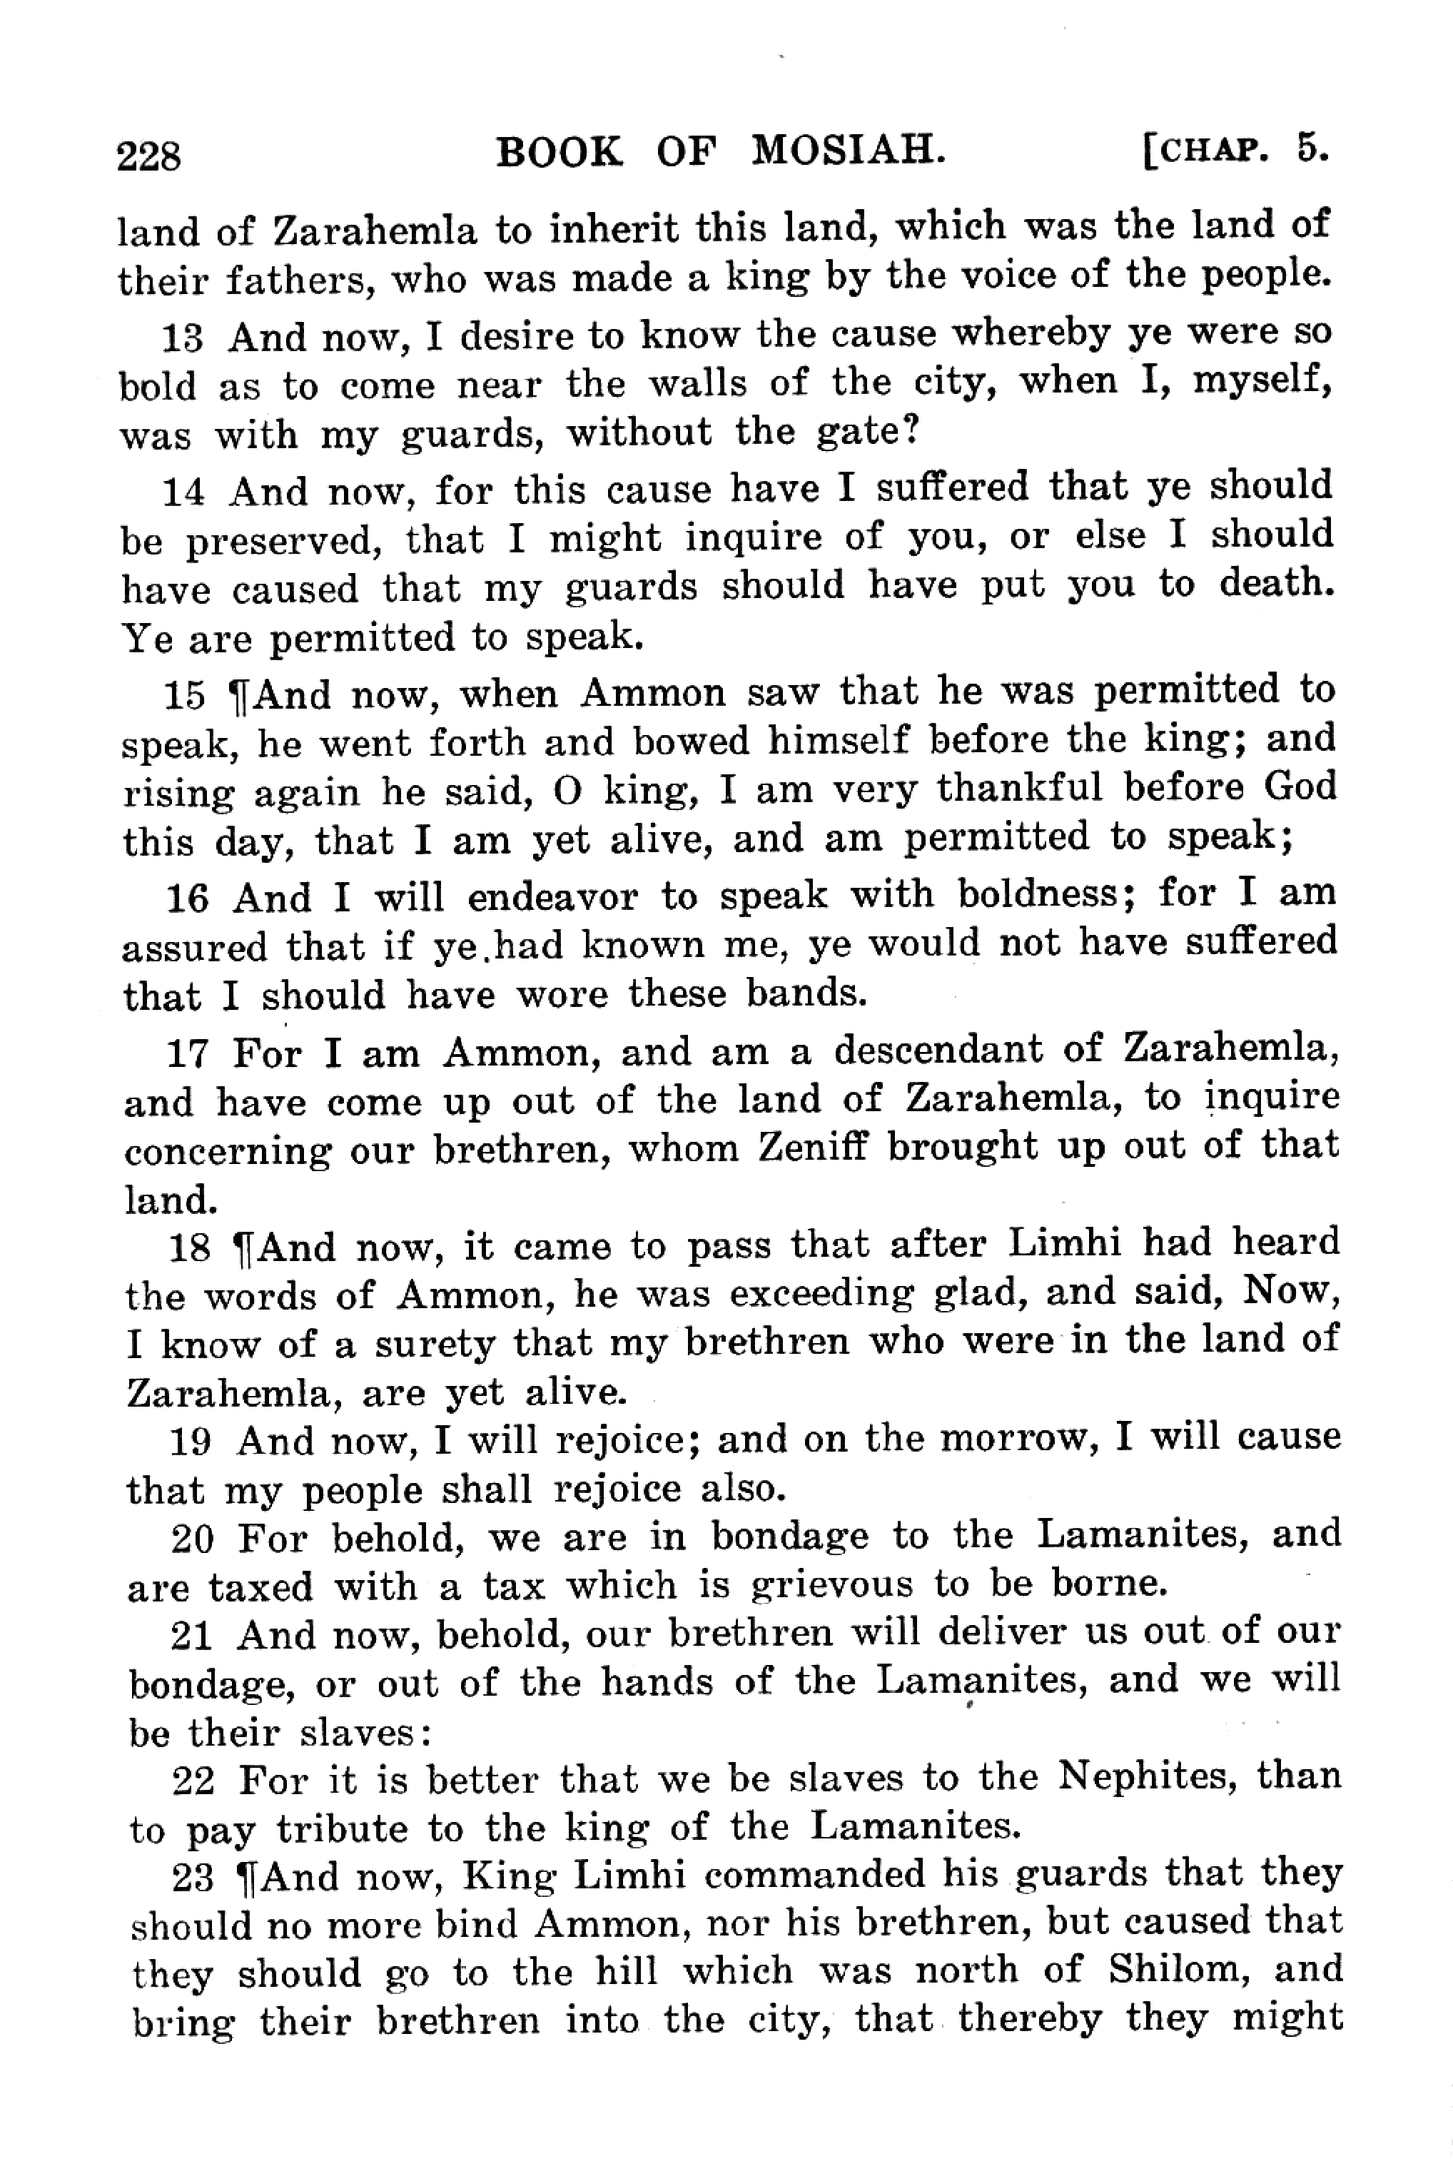 228 BOOK OF MOSIAH. [CHAP. 5.
land of Zarahemla to inherit this land, which was the land of
their fathers, who was made a king by the voice of the people.
13 And now, I desire to know the cause whereby ye were so
bold as to come near the walls of the city, when I, myself,
was with my guards, without the gate?
14 And now, for this cause have I suffered that ye should
be preserved, that I might inquire of you, or else I should
have caused that my guards should have put you to death.
Ye are permitted to speak.
15 ¶And now, when Ammon saw that he was permitted to
speak, he went forth and bowed himself before the king; and
rising again he said, O king, I am very thankful before God
this day, that I am yet alive, and am permitted to speak;
16 And I will endeavor to speak with boldness; for I am
assured that if ye had known me, ye would not have suffered
that I should have wore these bands.
17 For I am Ammon, and am a descendant of Zarahemla,
and have come up out of the land of Zarahemla, to inquire
concerning our brethren, whom Zeniff brought up out of that
land.
18 ¶And now, it came to pass that after Limhi had heard
the words of Ammon, he was exceeding glad, and said, Now,
I know of a surety that my brethren who were in the land of
Zarahemla, are yet alive.
19 And now, I will rejoice; and on the morrow, I will cause
that my people shall rejoice also.
20 For behold, we are in bondage to the Lamanites, and
are taxed with a tax which is grievous to be borne.
21 And now, behold, our brethren will deliver us out of our
bondage, or out of the hands of the Lamanites, and we will
be their slaves:
22 For it is better that we be slaves to the Nephites, than
to pay tribute to the king of the Lamanites.
23 ¶And now, King Limhi commanded his guards that they
should no more bind Ammon, nor his brethren, but caused that
they should go to the hill which was north of Shilom, and
bring their brethren into the city, that thereby they might